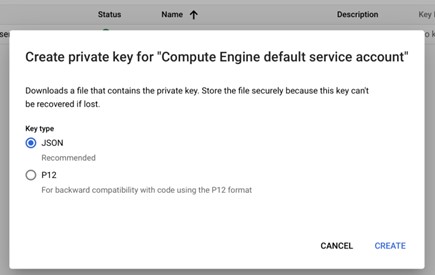 Status Name Description Key
Create private key for "Compute Engine default service account"
Downloads a file that contains the private key. Store the file securely because this key can't
be recovered if lost.
Key type
JSON
Recommended
P12
For backward compatibility with code using the P12 format
CANCEL CREATE